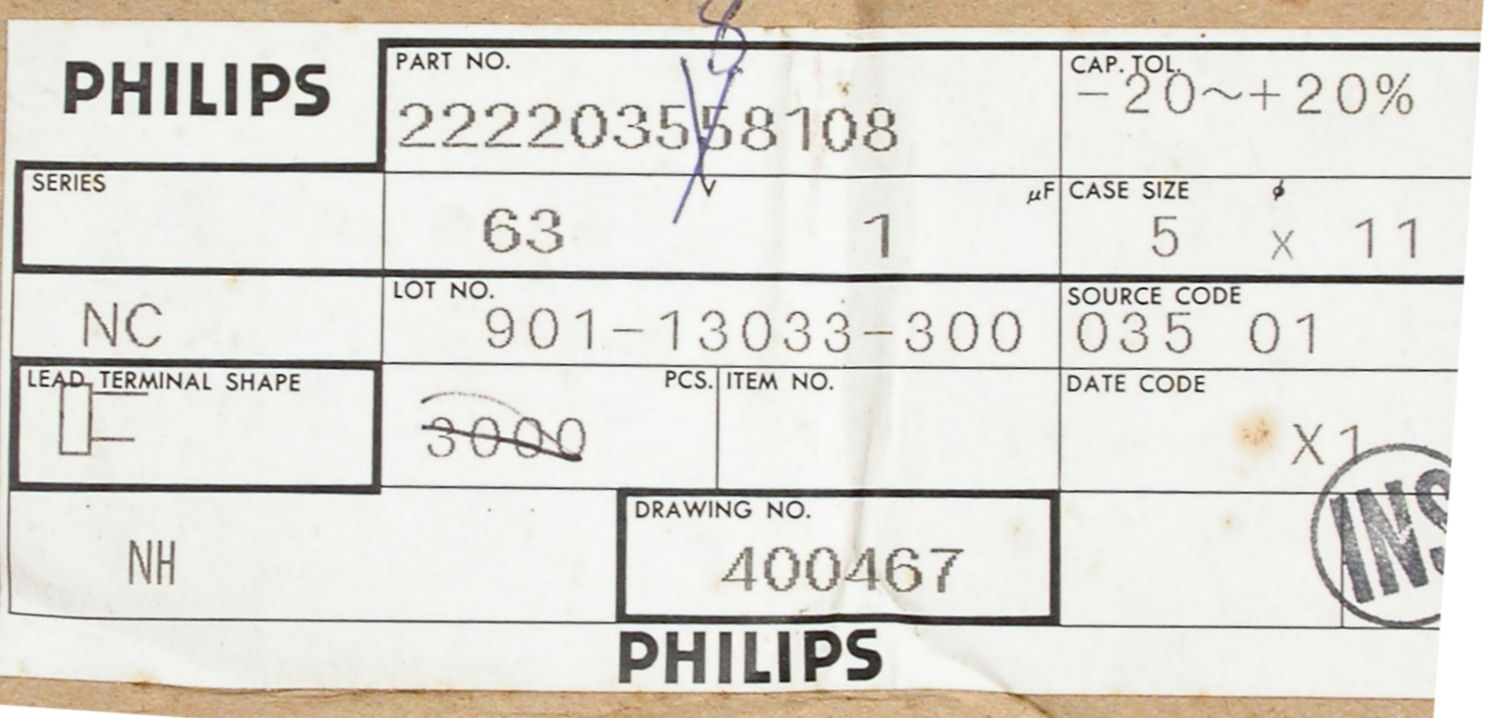 8
PHILIPS
PART NO.
222203558108
CAP. TOL.
-20~+20%
SERIES
63 V
1 μF
CASE SIZE ϕ
5 x 11
NC
LOT NO.
901-13033-300
SOURCE CODE
035 01
LEAD TERMINAL SHAPE
3000 PCS.
ITEM NO.
DATE CODE
X1
NH
DRAWING NO.
400467
INS
PHILIPS